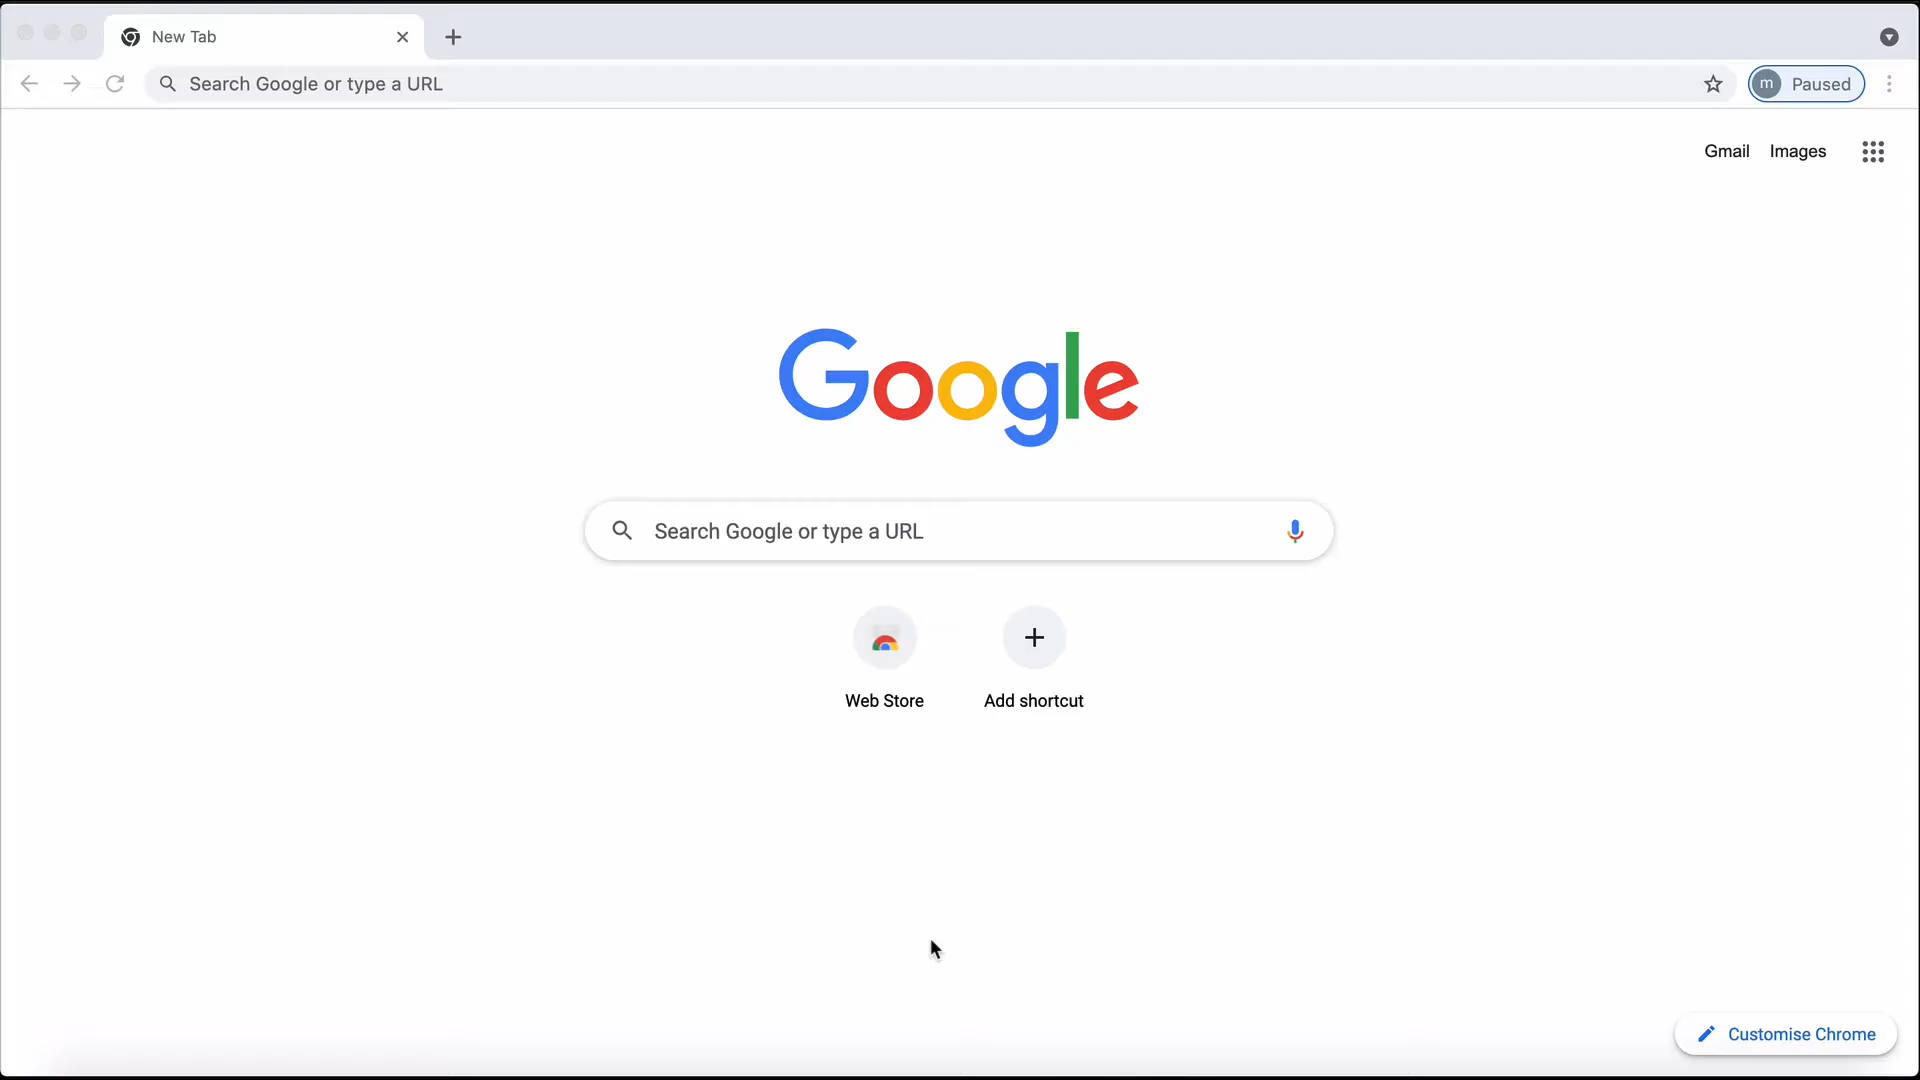 New Tab
Search Google or type a URL
m Paused
Gmail Images
Google
Search Google or type a URL
Web Store Add shortcut
Customise Chrome